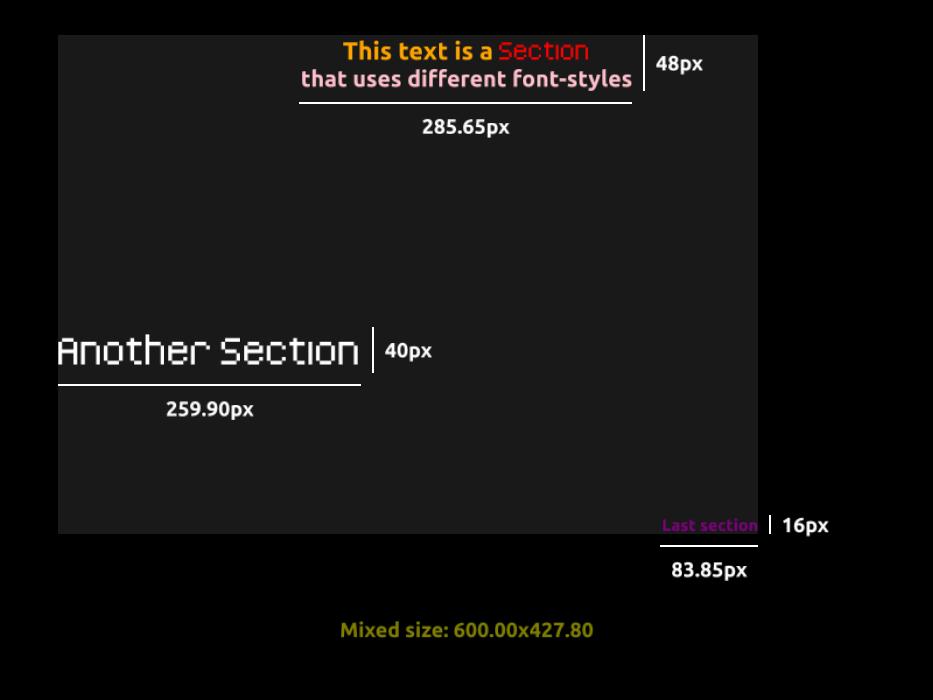 This text is a Section
48px
that uses different font-styles
285.65px
Another Section
40px
259.90px
Last section
16px
83.85px
Mixed size: 600.00x427.80